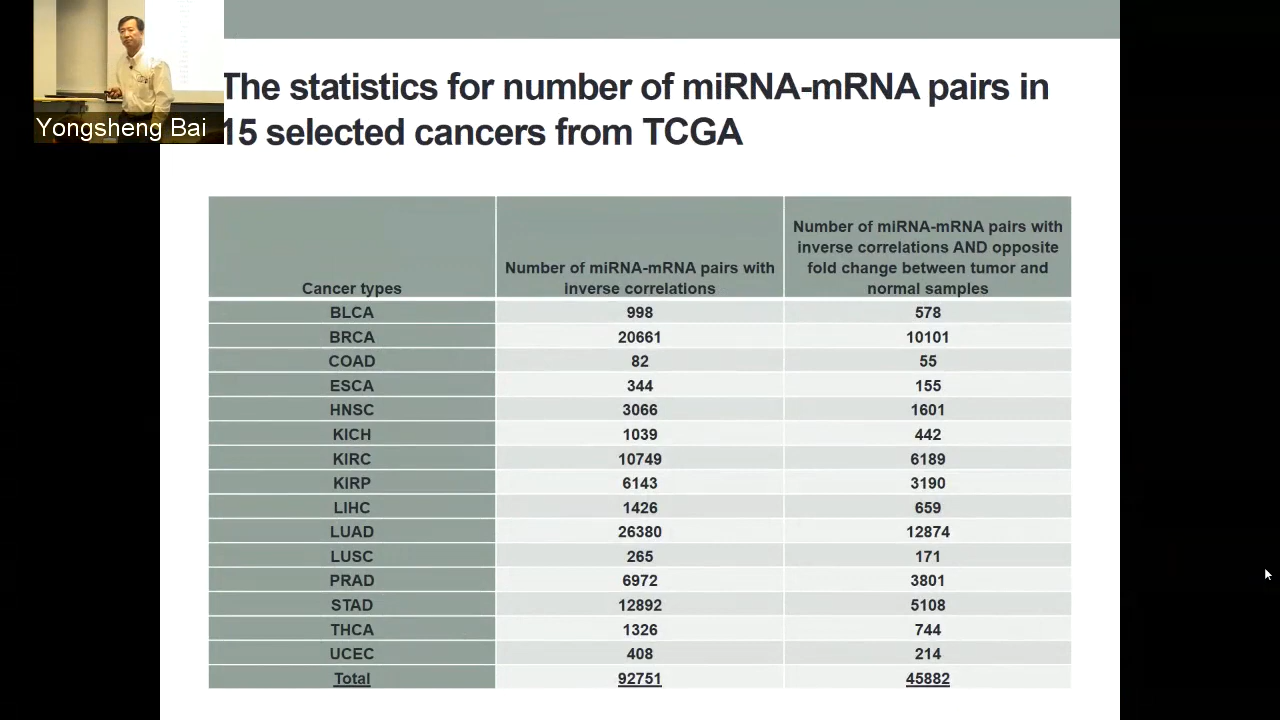 Yongsheng Bai
The statistics for number of miRNA-mRNA pairs in
15 selected cancers from TCGA
Cancer types
Number of miRNA-mRNA pairs with
inverse correlations
Number of miRNA-mRNA pairs with
inverse correlations AND opposite
fold change between tumor and
normal samples
BLCA 998 578
BRCA 20661 10101
COAD 82 55
ESCA 344 155
HNSC 3066 1601
KICH 1039 442
KIRC 10749 6189
KIRP 6143 3190
LIHC 1426 659
LUAD 26380 12874
LUSC 265 171
PRAD 6972 3801
STAD 12892 5108
THCA 1326 744
UCEC 408 214
Total 92751 45882